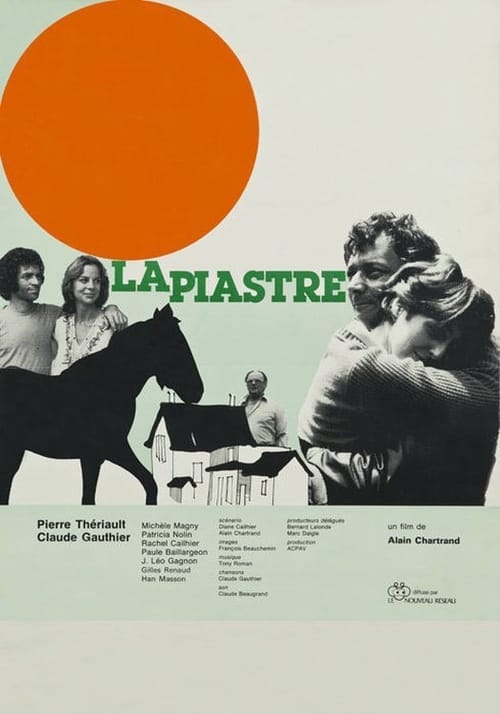 LA PIASTRE
Pierre Thériault
Claude Gauthier
Michèle Magny
Patricia Nolin
Rachel Cailhier
Paule Baillargeon
J. Léo Gagnon
Gilles Renaud
Han Masson
scénario
Diane Cailhier
Alain Chartrand
images
François Beauchemin
musique
Tony Roman
chansons
Claude Gauthier
son
Claude Beaugrand
producteurs délégués
Bernard Lalonde
Marc Daigle
production
ACPAV
un film de
Alain Chartrand
diffusé par
LE NOUVEAU RÉSEAU